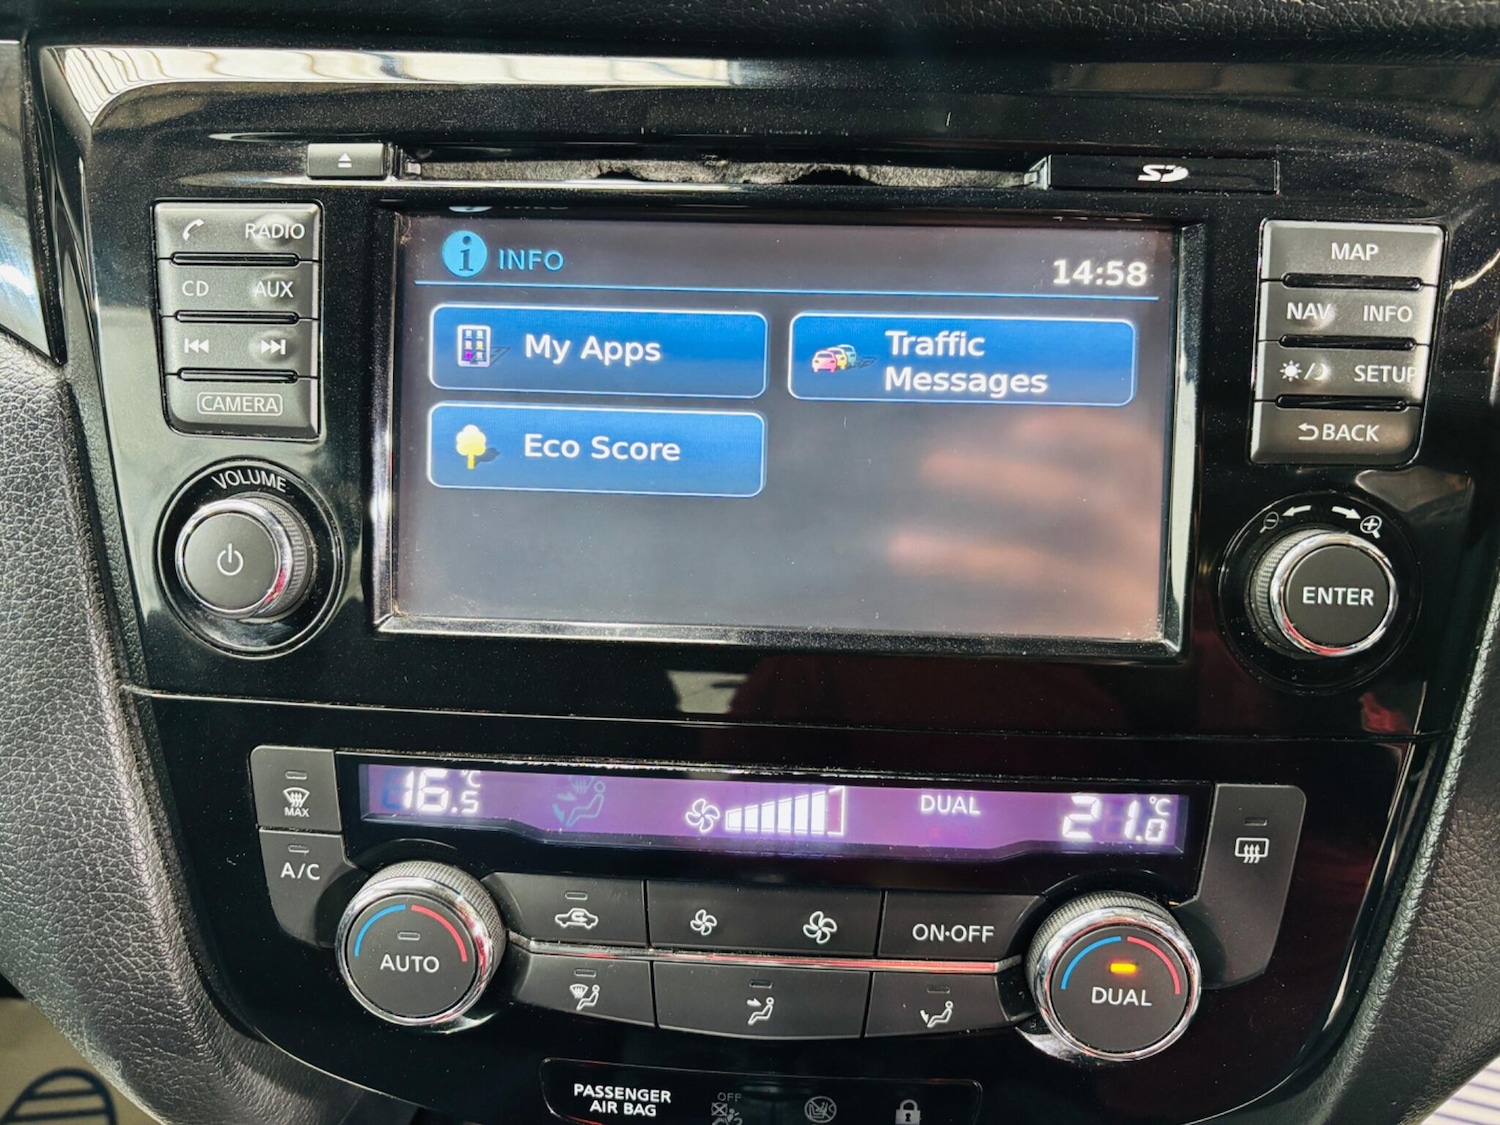 SD
RADIO
CD AUX
CAMERA
VOLUME
i INFO
14:58
My Apps
Traffic
Messages
Eco Score
MAP
NAV INFO
SETUP
BACK
ENTER
16.5°C
DUAL
21.0°C
MAX
A/C
AUTO
ON·OFF
DUAL
PASSENGER
AIR BAG
OFF